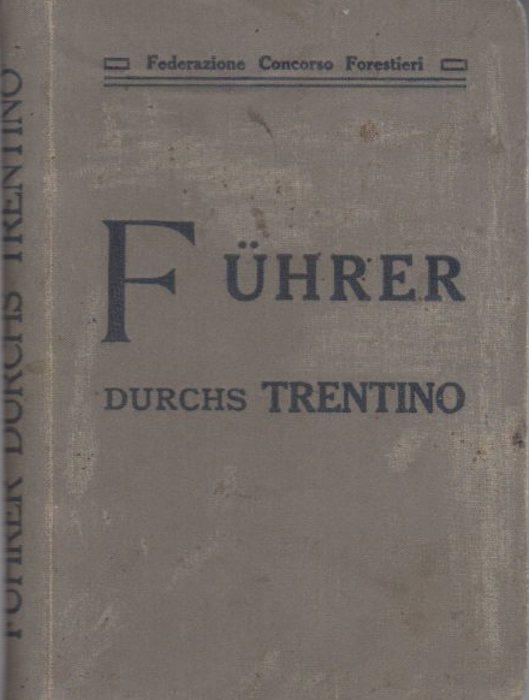 Federazione Concorso Forestieri
FÜHRER
DURCHS TRENTINO
FÜHRER DURCHS TRENTINO